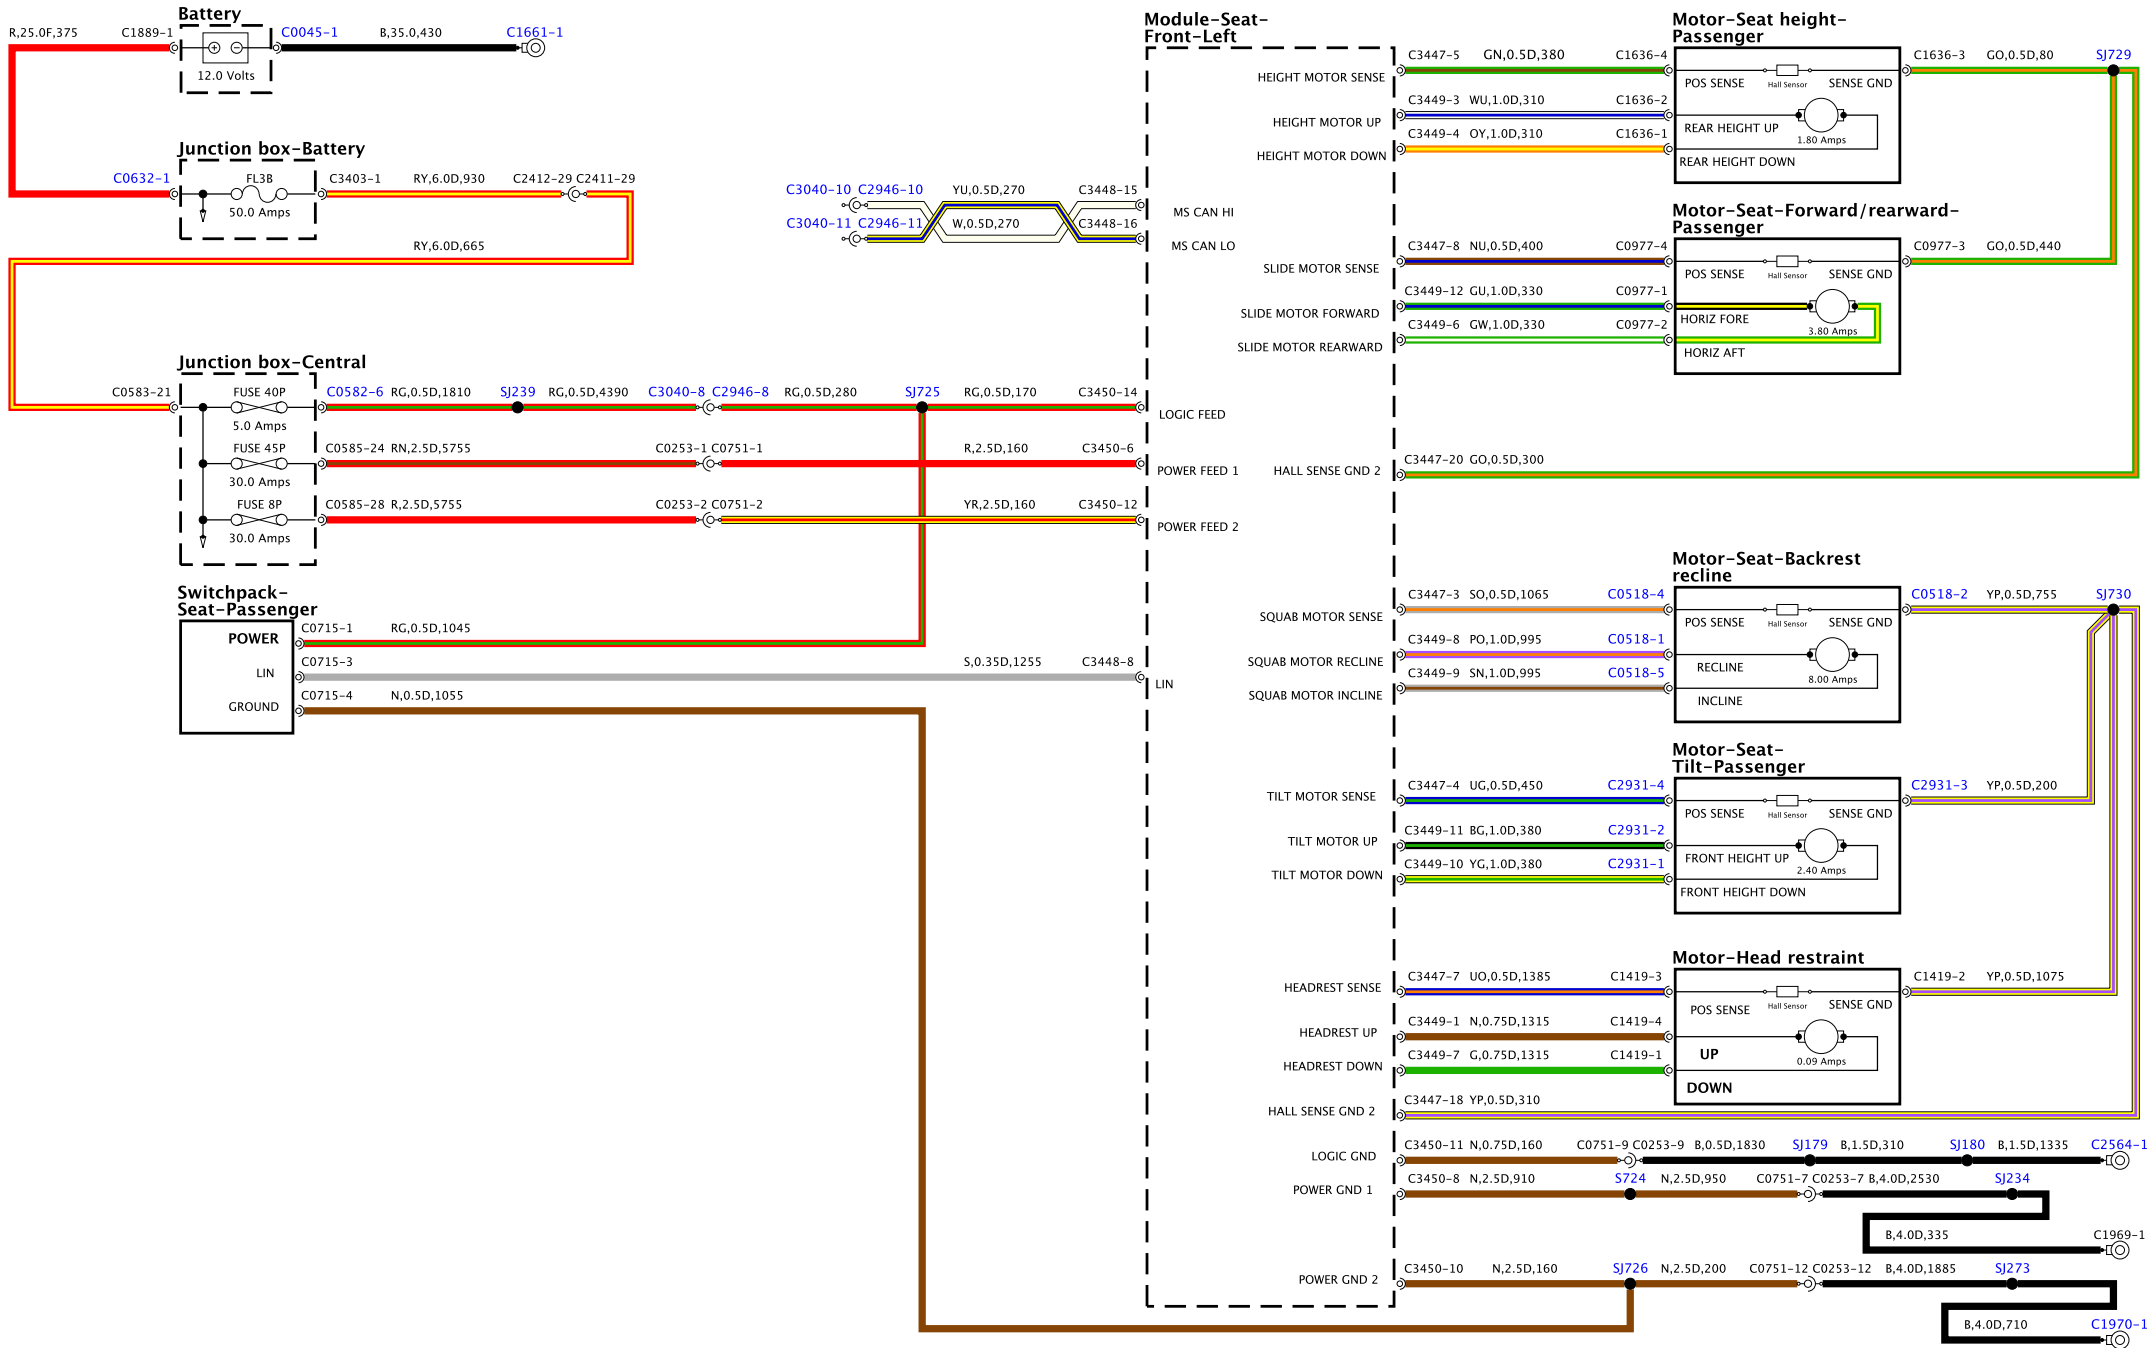 Battery
R,25.0F,375
C1889-1
C0045-1
B,35.0,430
C1661-1
12.0 Volts
Junction box-Battery
C0632-1
FL3B
50.0 Amps
C3403-1
RY,6.0D,930
C2412-29
C2411-29
RY,6.0D,665
Junction box-Central
C0583-21
FUSE 40P
5.0 Amps
FUSE 45P
30.0 Amps
FUSE 8P
30.0 Amps
C0582-6
RG,0.5D,1810
SJ239
RG,0.5D,4390
C3040-8
C2946-8
RG,0.5D,280
SJ725
RG,0.5D,170
C3450-14
C0585-24
RN,2.5D,5755
C0253-1
C0751-1
R,2.5D,160
C3450-6
C0585-28
R,2.5D,5755
C0253-2
C0751-2
YR,2.5D,160
C3450-12
Switchpack-
Seat-Passenger
POWER
LIN
GROUND
C0715-1
RG,0.5D,1045
C0715-3
S,0.35D,1255
C3448-8
C0715-4
N,0.5D,1055
C3040-10
C2946-10
YU,0.5D,270
C3448-15
C3040-11
C2946-11
W,0.5D,270
C3448-16
Module-Seat-
Front-Left
HEIGHT MOTOR SENSE
HEIGHT MOTOR UP
HEIGHT MOTOR DOWN
MS CAN HI
MS CAN LO
SLIDE MOTOR SENSE
SLIDE MOTOR FORWARD
SLIDE MOTOR REARWARD
LOGIC FEED
POWER FEED 1
HALL SENSE GND 2
POWER FEED 2
SQUAB MOTOR SENSE
SQUAB MOTOR RECLINE
LIN
SQUAB MOTOR INCLINE
TILT MOTOR SENSE
TILT MOTOR UP
TILT MOTOR DOWN
HEADREST SENSE
HEADREST UP
HEADREST DOWN
HALL SENSE GND 2
LOGIC GND
POWER GND 1
POWER GND 2
C3447-5
GN,0.5D,380
C1636-4
C3449-3
WU,1.0D,310
C1636-2
C3449-4
OY,1.0D,310
C1636-1
Motor-Seat height-
Passenger
POS SENSE
Hall Sensor
SENSE GND
REAR HEIGHT UP
1.80 Amps
REAR HEIGHT DOWN
C1636-3
GO,0.5D,80
SJ729
C3447-8
NU,0.5D,400
C0977-4
C3449-12
GU,1.0D,330
C0977-1
C3449-6
GW,1.0D,330
C0977-2
Motor-Seat-Forward/rearward-
Passenger
POS SENSE
Hall Sensor
SENSE GND
HORIZ FORE
3.80 Amps
HORIZ AFT
C0977-3
GO,0.5D,440
C3447-20
GO,0.5D,300
C3447-3
SO,0.5D,1065
C0518-4
C3449-8
PO,1.0D,995
C0518-1
C3449-9
SN,1.0D,995
C0518-5
Motor-Seat-Backrest
recline
POS SENSE
Hall Sensor
SENSE GND
RECLINE
8.00 Amps
INCLINE
C0518-2
YP,0.5D,755
SJ730
C3447-4
UG,0.5D,450
C2931-4
C3449-11
BG,1.0D,380
C2931-2
C3449-10
YG,1.0D,380
C2931-1
Motor-Seat-
Tilt-Passenger
POS SENSE
Hall Sensor
SENSE GND
FRONT HEIGHT UP
2.40 Amps
FRONT HEIGHT DOWN
C2931-3
YP,0.5D,200
C3447-7
UO,0.5D,1385
C1419-3
C3449-1
N,0.75D,1315
C1419-4
C3449-7
G,0.75D,1315
C1419-1
Motor-Head restraint
POS SENSE
Hall Sensor
SENSE GND
UP
0.09 Amps
DOWN
C1419-2
YP,0.5D,1075
C3447-18
YP,0.5D,310
C3450-11
N,0.75D,160
C0751-9
C0253-9
B,0.5D,1830
SJ179
B,1.5D,310
SJ180
B,1.5D,1335
C2564-1
C3450-8
N,2.5D,910
S724
N,2.5D,950
C0751-7
C0253-7
B,4.0D,2530
SJ234
B,4.0D,335
C1969-1
C3450-10
N,2.5D,160
SJ726
N,2.5D,200
C0751-12
C0253-12
B,4.0D,1885
SJ273
B,4.0D,710
C1970-1